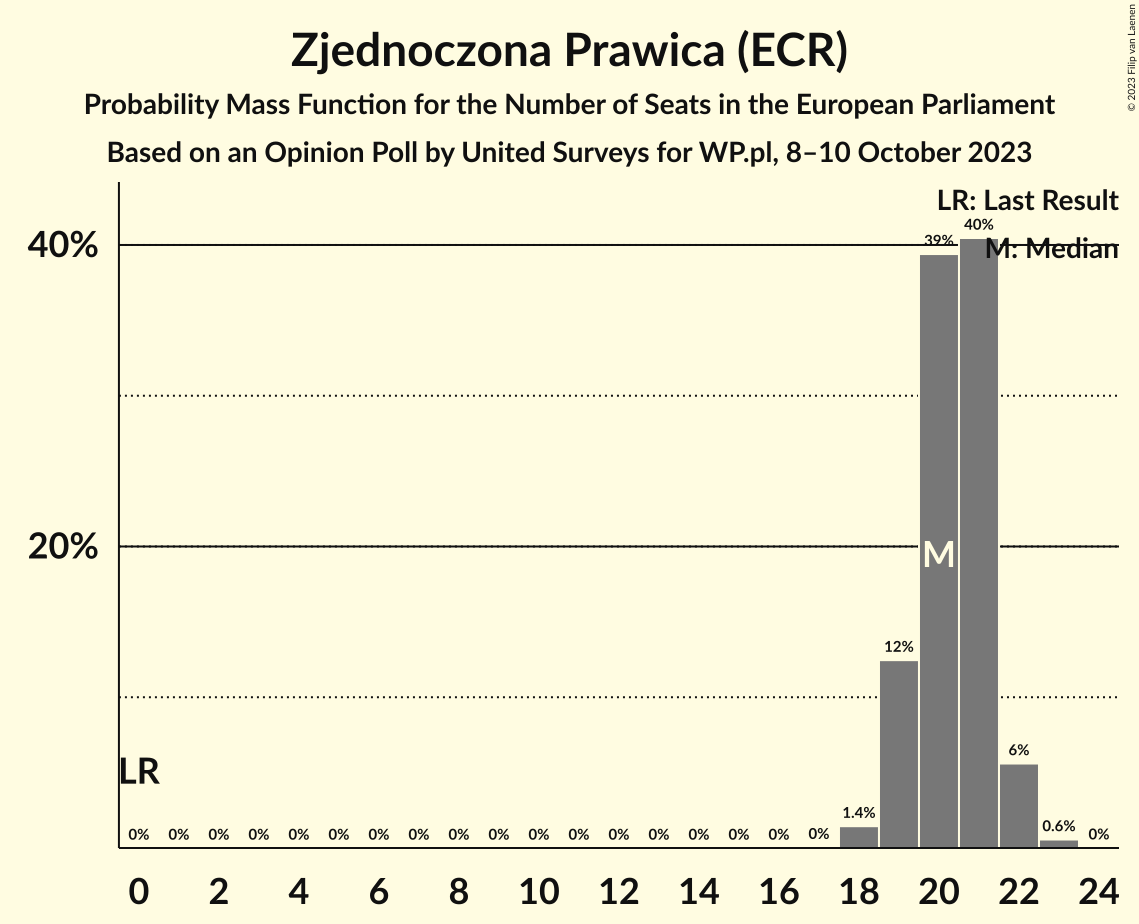 Zjednoczona Prawica (ECR)
Probability Mass Function for the Number of Seats in the European Parliament
Based on an Opinion Poll by United Surveys for WP.pl, 8–10 October 2023
© 2023 Filip van Laenen
LR: Last Result
M: Median
40%
20%
39%
40%
M
12%
6%
LR
0% 0% 0% 0% 0% 0% 0% 0% 0% 0% 0% 0% 0% 0% 0% 0% 0% 0% 1.4% 0.6% 0%
0 2 4 6 8 10 12 14 16 18 20 22 24